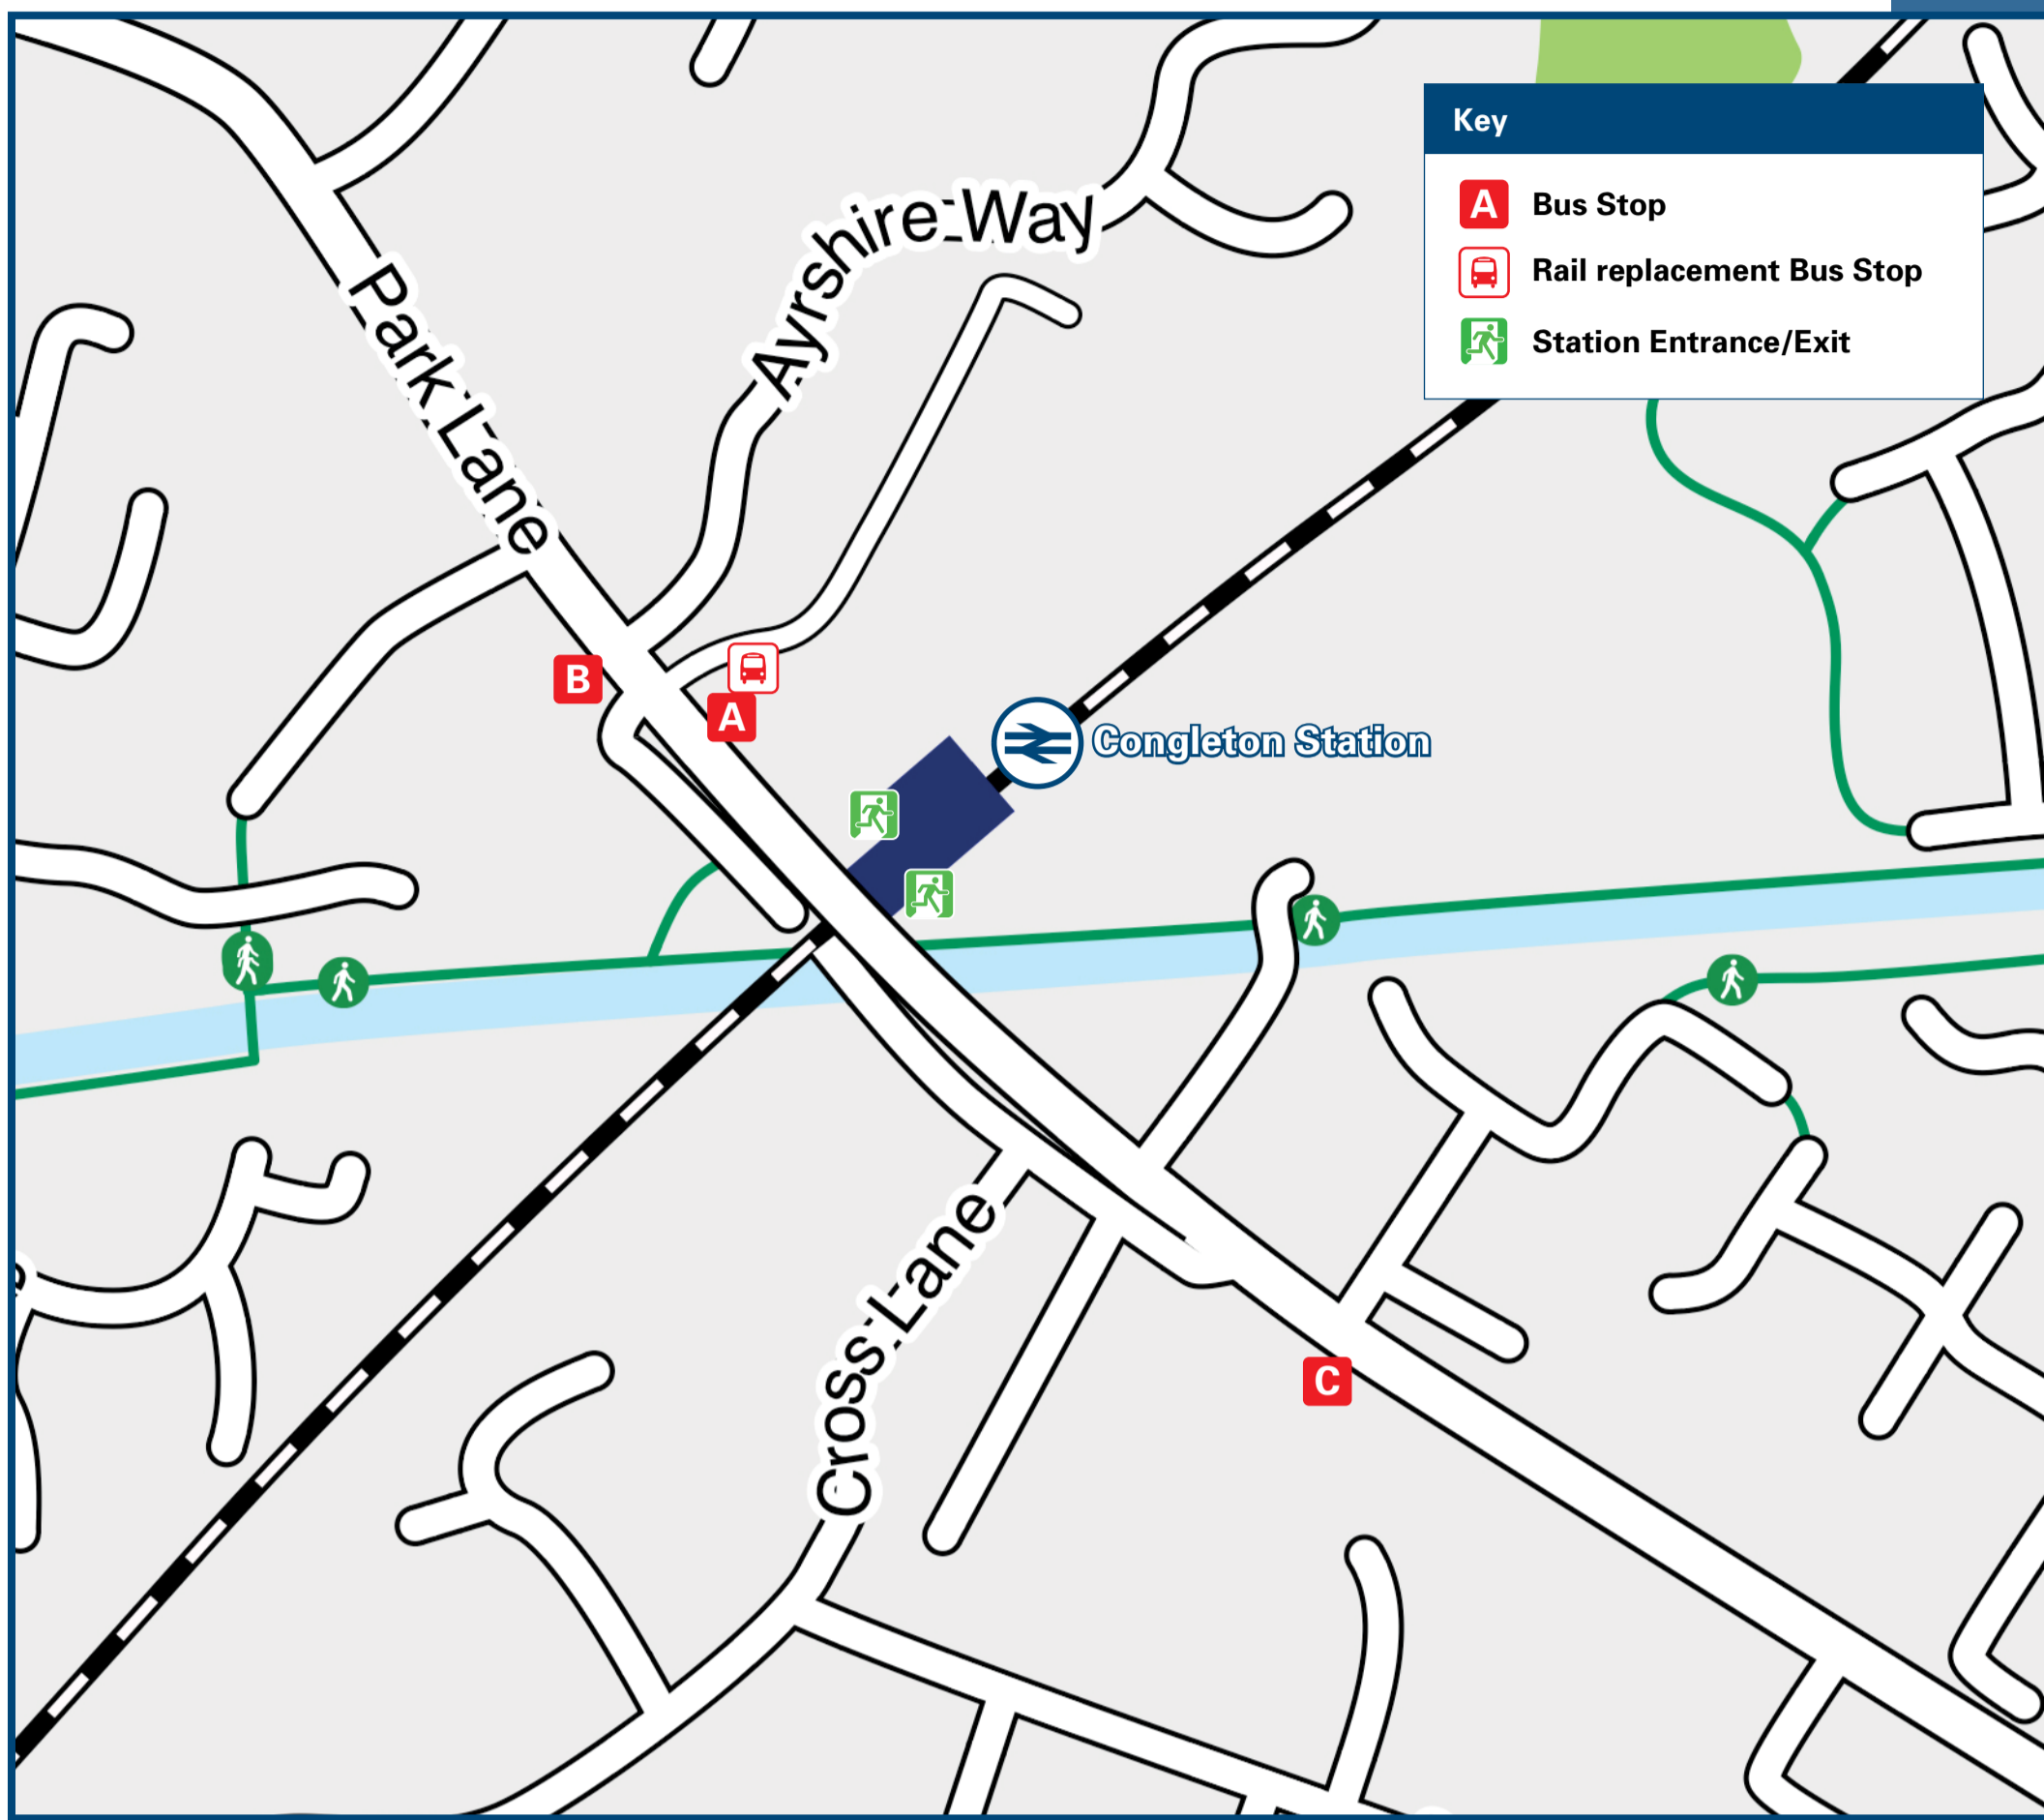 Key
A Bus Stop
Rail replacement Bus Stop
Station Entrance/Exit
Ayrshire Way
Park Lane
B
A
Congleton Station
Cross Lane
C